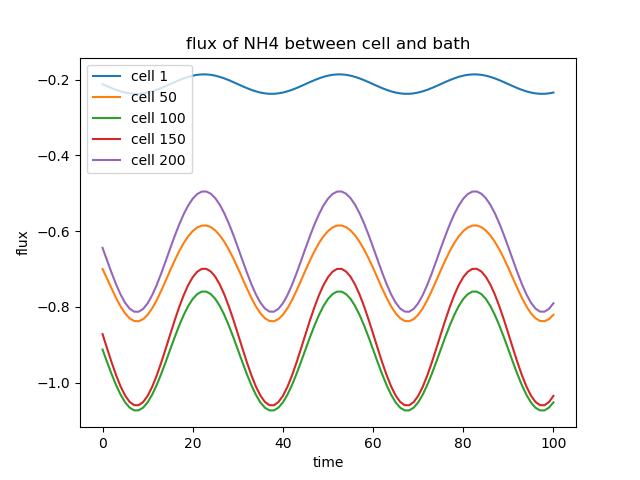 flux of NH4 between cell and bath
−0.2
−0.4
−0.6
−0.8
−1.0
flux
cell 1
cell 50
cell 100
cell 150
cell 200
0
20
40
60
80
100
time